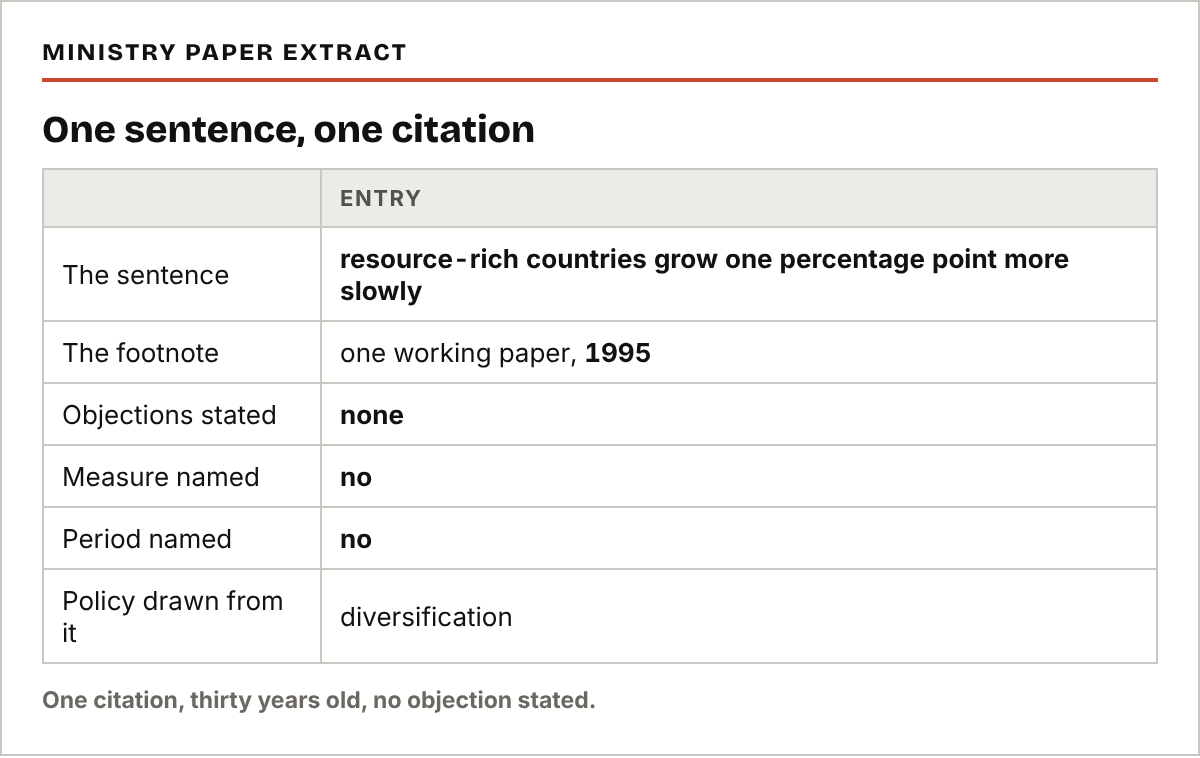 MINISTRY PAPER EXTRACT
One sentence, one citation
ENTRY
The sentence
resource-rich countries grow one percentage point more
slowly
The footnote
one working paper, 1995
Objections stated
none
Measure named
no
Period named
no
Policy drawn from
it
diversification
One citation, thirty years old, no objection stated.